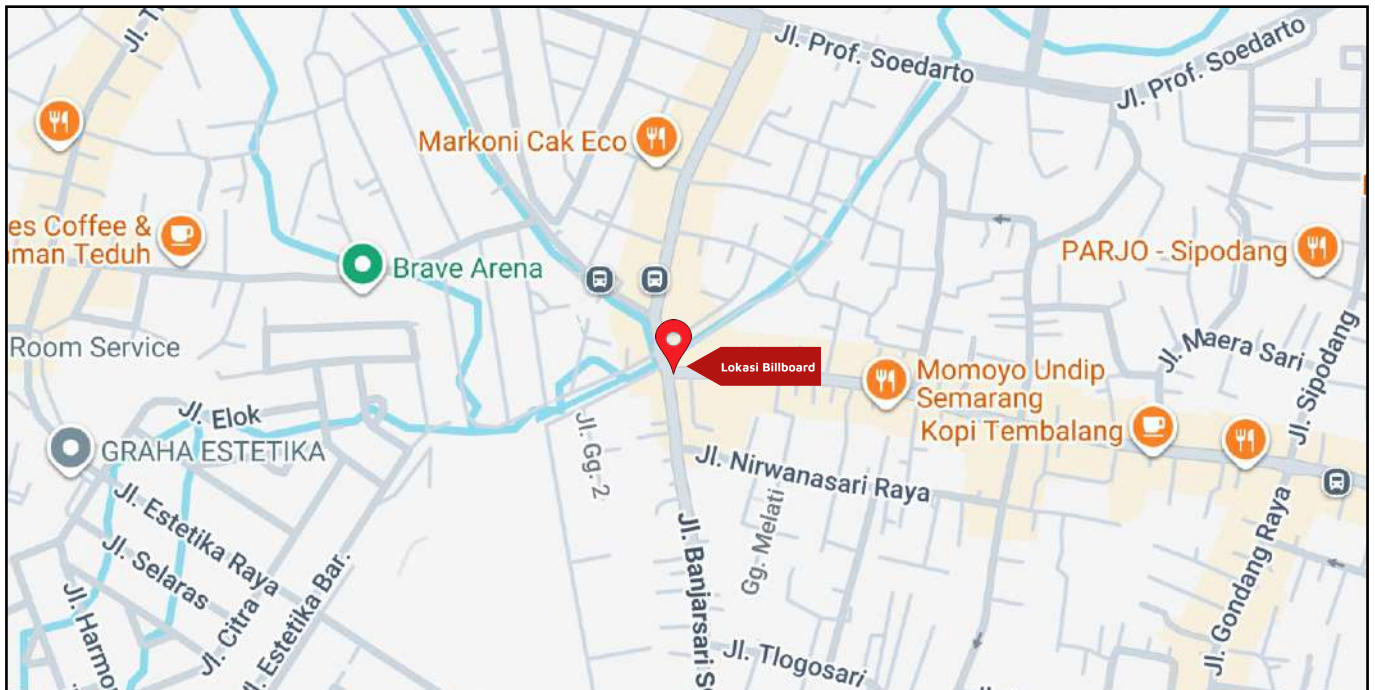 Jl. Prof. Soedarto
Jl. Prof. Soedarto
Markoni Cak Eco
es Coffee &
man Teduh
Brave Arena
PARJO - Sipodang
Room Service
Lokasi Billboard
Jl. Maera Sari
Jl. Sipodang
Momoyo Undip
Semarang
Kopi Tembalang
Jl. Elok
GRAHA ESTETIKA
Jl. Gg. 2
Jl. Nirwanasari Raya
Gg. Melati
Jl. Estetika Raya
Jl. Selaras
Jl. Citra
Jl. Estetika Bar.
Jl. Harmo
Jl. Banjarsari Se
Jl. Tlogosari
Jl. Gondang Raya